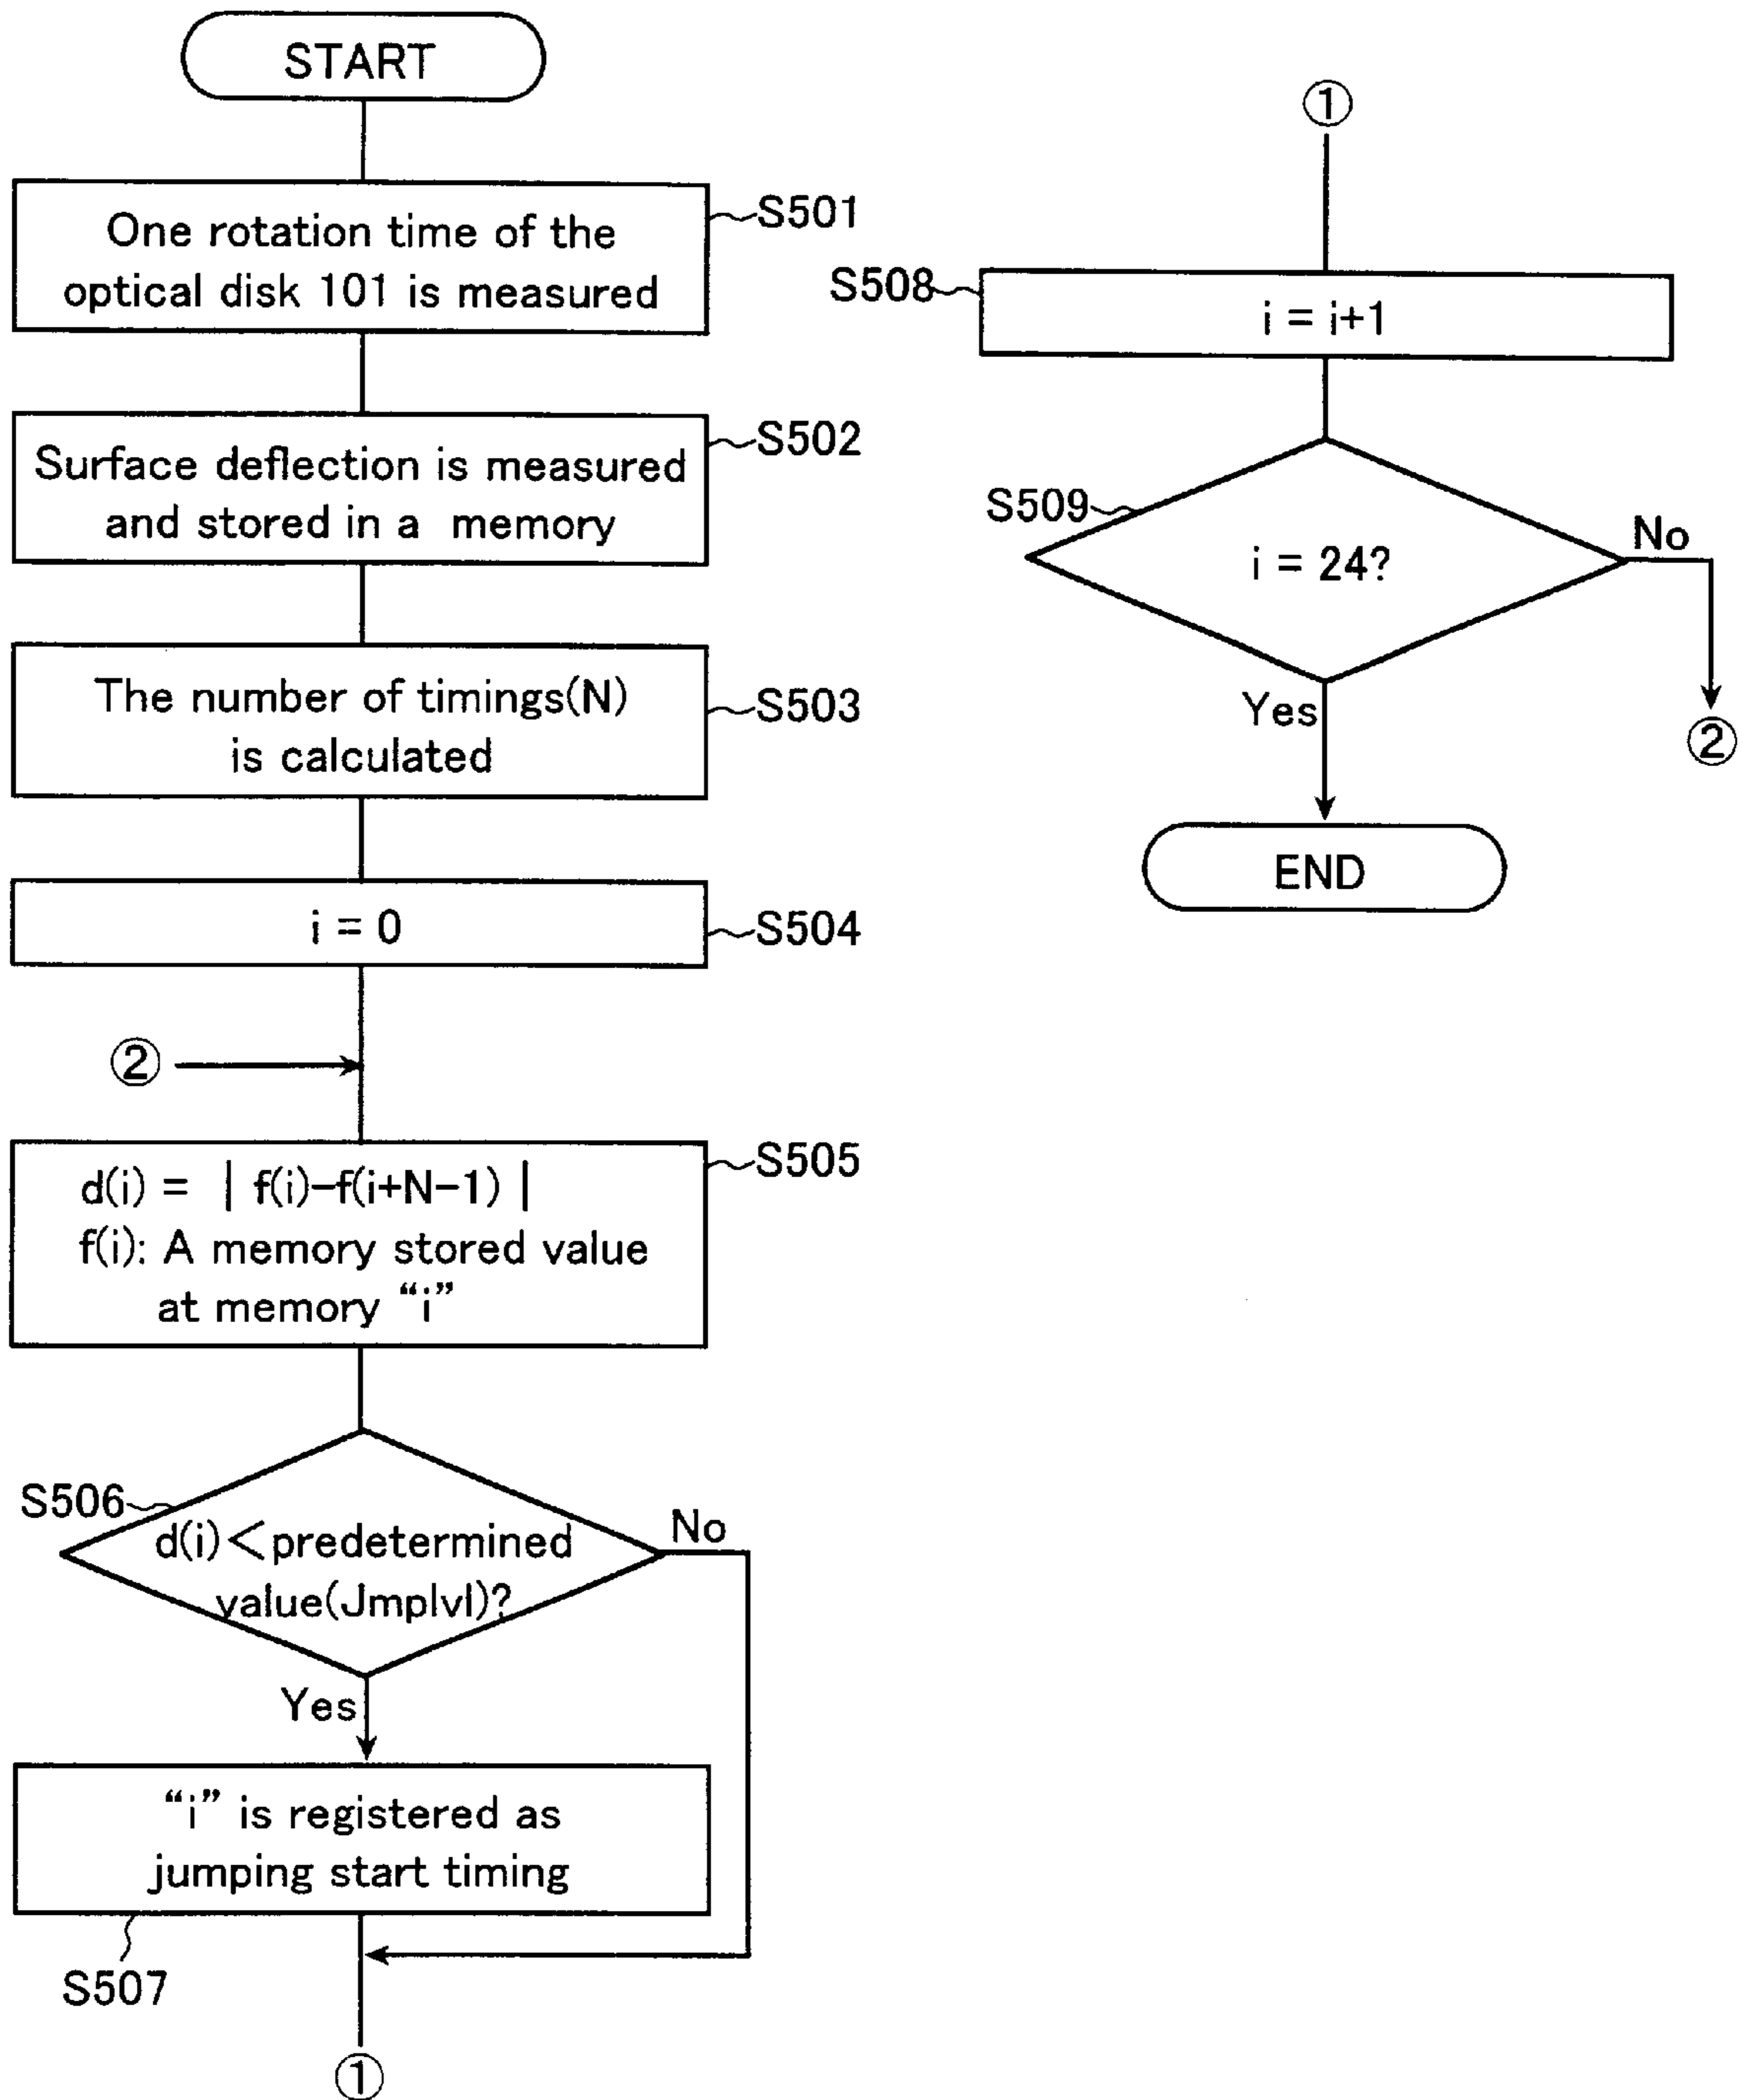 START
One rotation time of the
optical disk 101 is measured
S501
Surface deflection is measured
and stored in a memory
S502
The number of timings(N)
is calculated
S503
i = 0
S504
②
d(i) = | f(i)-f(i+N-1) |
f(i): A memory stored value
at memory “i”
S505
S506
d(i)<predetermined
value(Jmplvl)?
No
Yes
“i” is registered as
jumping start timing
S507
①
①
S508
i = i+1
S509
i = 24?
No
Yes
②
END